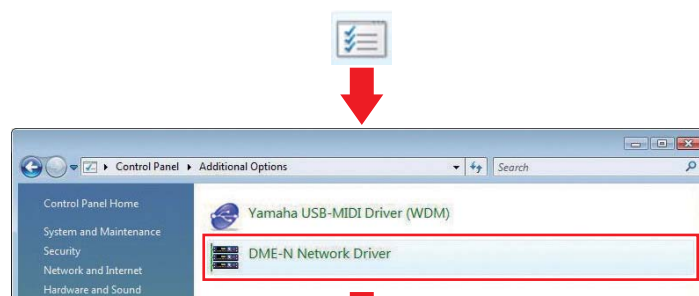 Control Panel ▸ Additional Options
Search
Control Panel Home
System and Maintenance
Security
Network and Internet
Hardware and Sound
Yamaha USB-MIDI Driver (WDM)
DME-N Network Driver